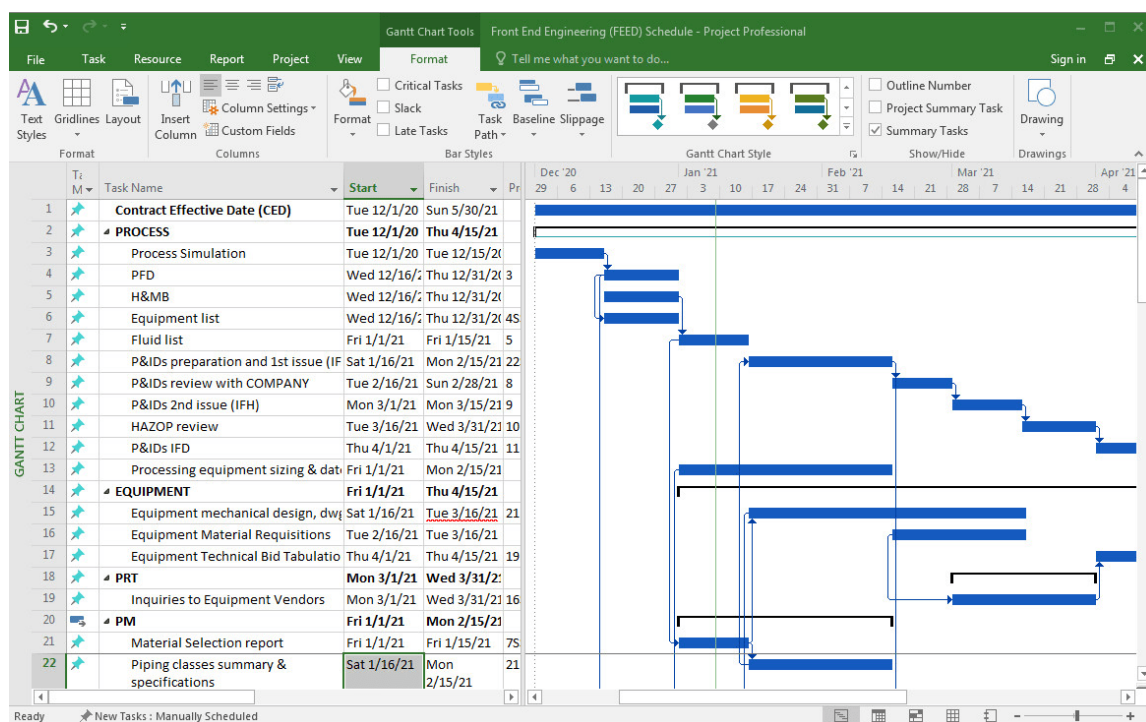 Gantt Chart Tools
Front End Engineering (FEED) Schedule - Project Professional
File Task Resource Report Project View Format Tell me what you want to do... Sign in
Text Styles
Gridlines
Layout
Format
Insert Column
Column Settings
Custom Fields
Columns
Format
Critical Tasks
Slack
Late Tasks
Task Path
Baseline
Slippage
Bar Styles
Gantt Chart Style
Outline Number
Project Summary Task
Summary Tasks
Show/Hide
Drawing
Drawings
GANTT CHART
M Task Name Start Finish Pr
Dec '20 Jan '21 Feb '21 Mar '21 Apr '21
29 6 13 20 27 3 10 17 24 31 7 14 21 28 7 14 21 28 4
1 Contract Effective Date (CED) Tue 12/1/20 Sun 5/30/21
2 PROCESS Tue 12/1/20 Thu 4/15/21
3 Process Simulation Tue 12/1/20 Tue 12/15/20
4 PFD Wed 12/16/2 Thu 12/31/20 3
5 H&MB Wed 12/16/2 Thu 12/31/20
6 Equipment list Wed 12/16/2 Thu 12/31/20 4S
7 Fluid list Fri 1/1/21 Fri 1/15/21 5
8 P&IDs preparation and 1st issue (IF Sat 1/16/21 Mon 2/15/21 22
9 P&IDs review with COMPANY Tue 2/16/21 Sun 2/28/21 8
10 P&IDs 2nd issue (IFH) Mon 3/1/21 Mon 3/15/21 9
11 HAZOP review Tue 3/16/21 Wed 3/31/21 10
12 P&IDs IFD Thu 4/1/21 Thu 4/15/21 11
13 Processing equipment sizing & dat Fri 1/1/21 Mon 2/15/21
14 EQUIPMENT Fri 1/1/21 Thu 4/15/21
15 Equipment mechanical design, dwg Sat 1/16/21 Tue 3/16/21 21
16 Equipment Material Requisitions Tue 2/16/21 Tue 3/16/21
17 Equipment Technical Bid Tabulatio Thu 4/1/21 Thu 4/15/21 19
18 PRT Mon 3/1/21 Wed 3/31/21
19 Inquiries to Equipment Vendors Mon 3/1/21 Wed 3/31/21 16
20 PM Fri 1/1/21 Mon 2/15/21
21 Material Selection report Fri 1/1/21 Fri 1/15/21 7S
22 Piping classes summary & Sat 1/16/21 Mon 21
specifications 2/15/21
Ready New Tasks : Manually Scheduled